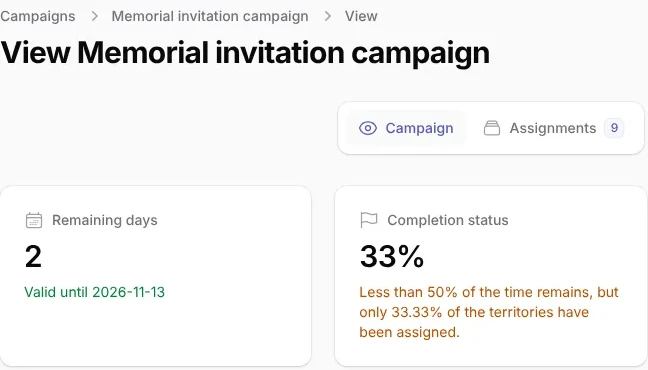 Campaigns > Memorial invitation campaign > View
View Memorial invitation campaign
Campaign Assignments 9
Remaining days
2
Valid until 2026-11-13
Completion status
33%
Less than 50% of the time remains, but
only 33.33% of the territories have
been assigned.